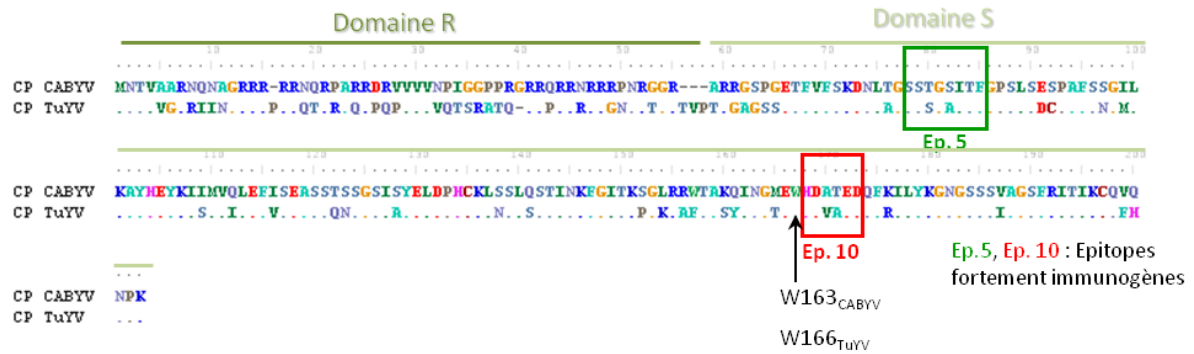 Domaine R
Domaine S
10 20 30 40 50 60 70 80 90 100
CP CABYV MNTVAARNQNAGRRR-RRNQRPARRDRVVVVNPIGGPPRGRRQRRNRRRPNRGGR---ARRGSPGETFVFSKDNLTGSSTGSITFGPSLSESPAFSSGIL
CP TuYV ....VG.RIIN....P..QT.R.Q.PQP...VQTSRATQ-..P...R.GN..T..TVPT.GAGSS..........A...S.A........DC....N.M.
Ep. 5
110 120 130 140 150 160 170 180 190 200
CP CABYV KAYHEYKIIMVQLEFISEASSTSSGSISYELDPHCKLSSLQSTINKFGITKSGLRRWTAKQINGMEWHDATEDQFKILYKGNGSSSVAGSFRITIKCQVQ
CP TuYV ........S..I...V.....QN....A.........N..S..........P.K.AF..SY...T....VA....R..........I...........FH
Ep. 10
Ep.5, Ep. 10 : Epitopes
fortement immunogènes
W163CABYV
W166TuYV
...
CP CABYV NPK
CP TuYV ...